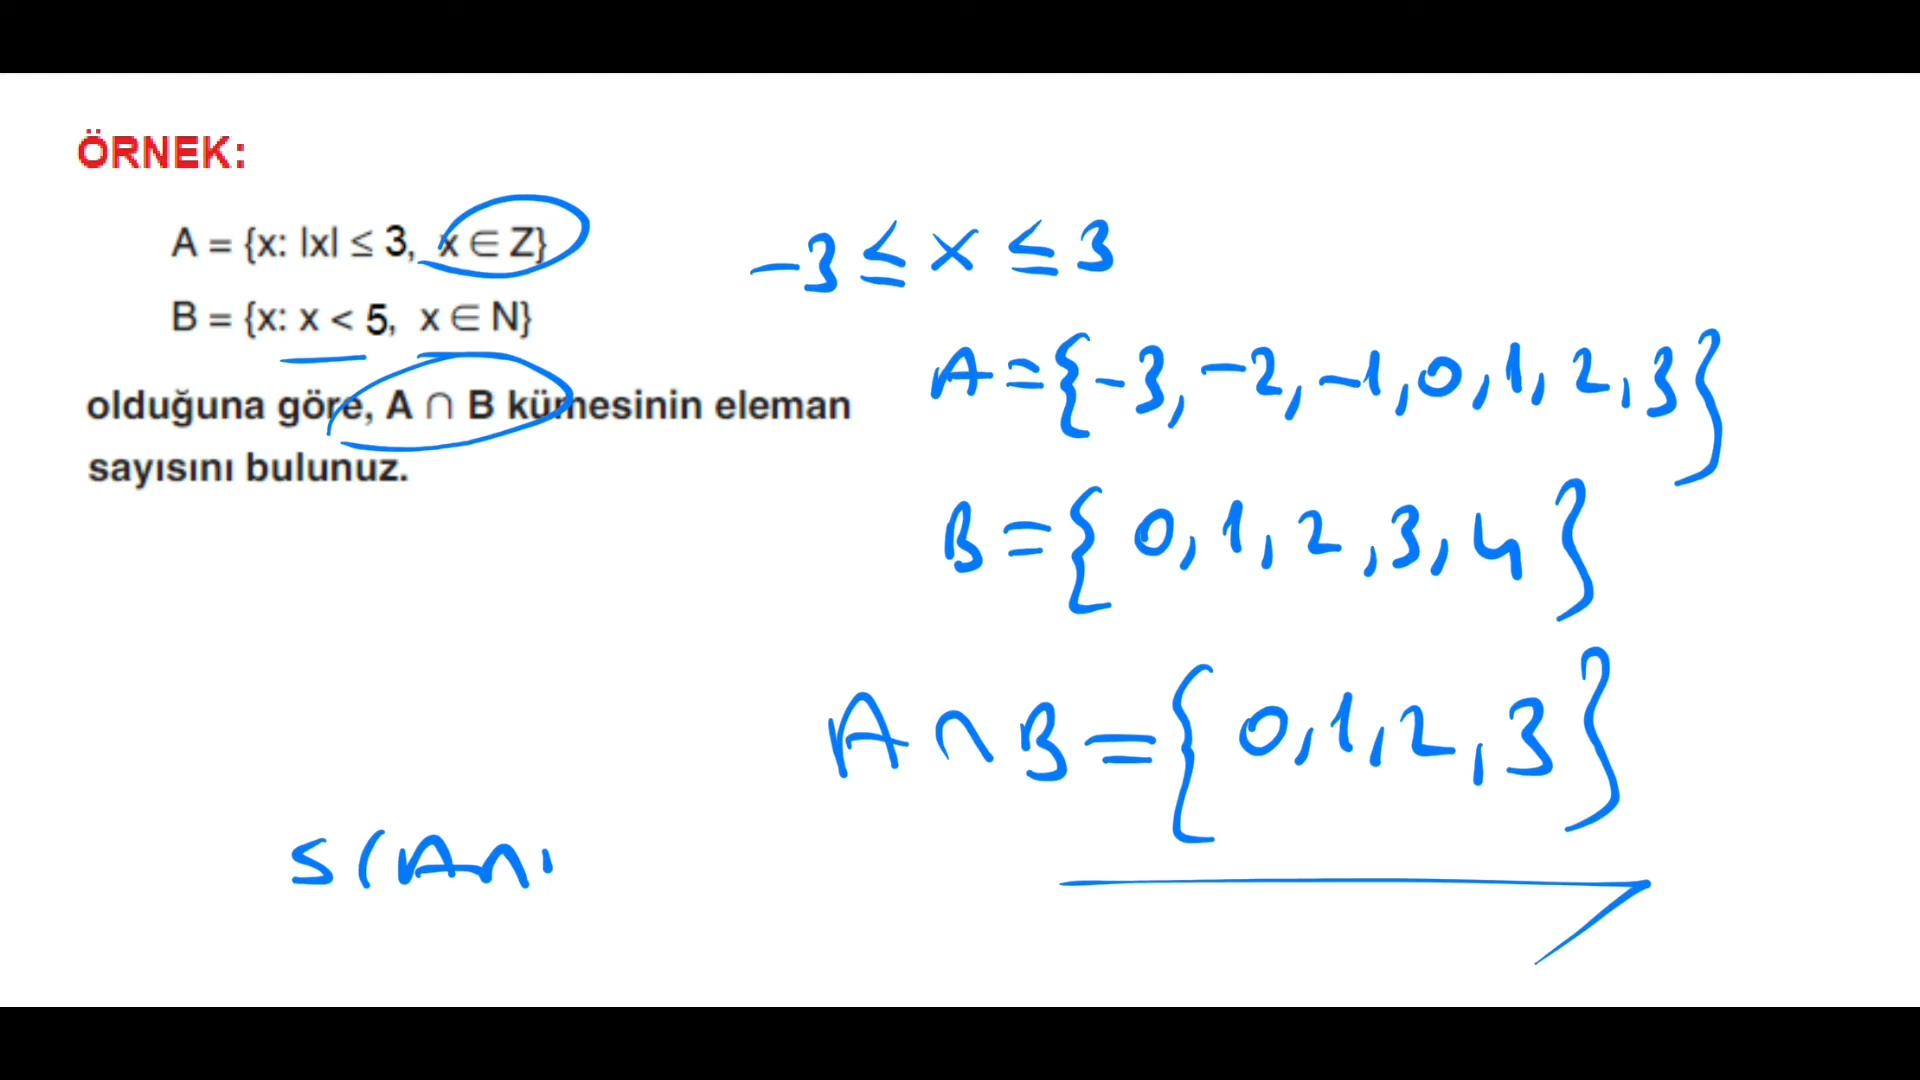 ÖRNEK:
A = {x: |x| ≤ 3, x ∈ Z}
B = {x: x < 5, x ∈ N}
olduğuna göre, A ∩ B kümesinin eleman
sayısını bulunuz.
-3 ≤ x ≤ 3
A = {-3, -2, -1, 0, 1, 2, 3}
B = {0, 1, 2, 3, 4}
A ∩ B = {0, 1, 2, 3}
s(A∩